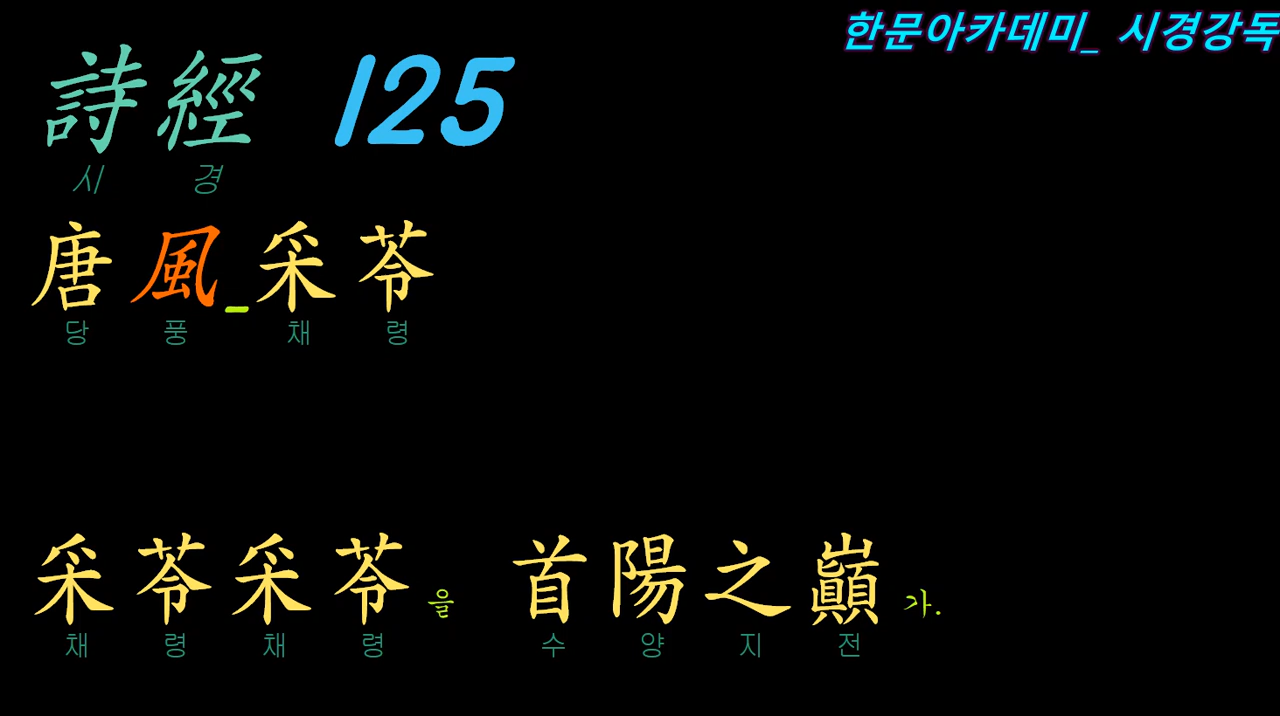 한문아카데미_ 시경강독
詩經 125
시 경
唐風_采苓
당 풍 채 령
采苓采苓을 首陽之巓가.
채 령 채 령 수 양 지 전